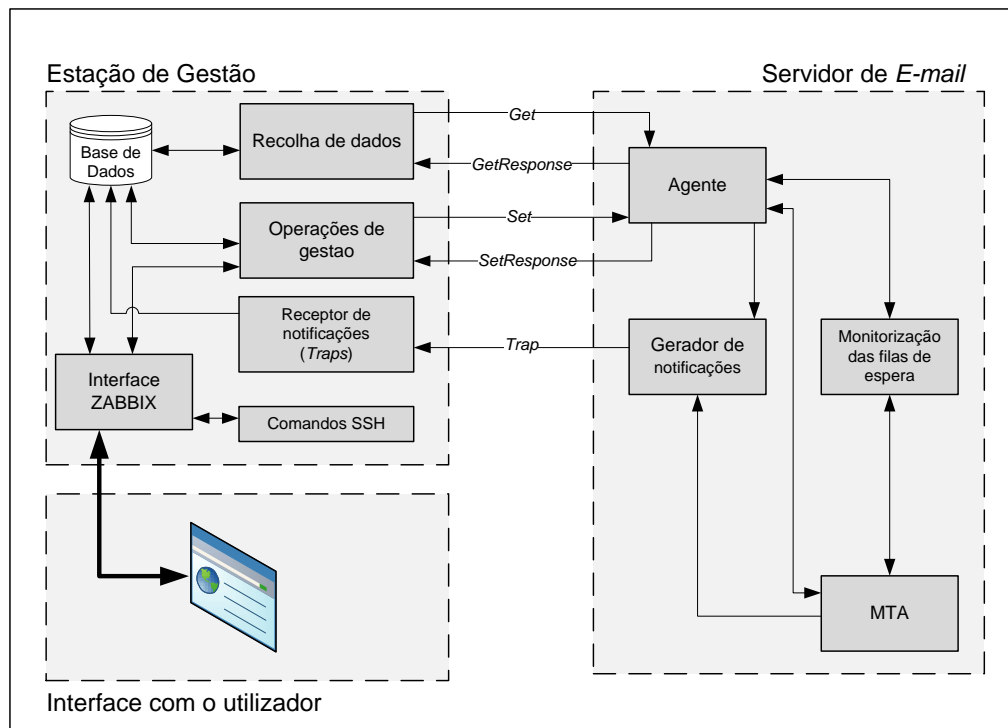 Estação de Gestão
Servidor de E-mail
Base de
Dados
Recolha de dados
Get
GetResponse
Agente
Operações de
gestao
Set
SetResponse
Receptor de
notificações
(Traps)
Trap
Gerador de
notificações
Monitorização
das filas de
espera
Interface
ZABBIX
Comandos SSH
MTA
Interface com o utilizador